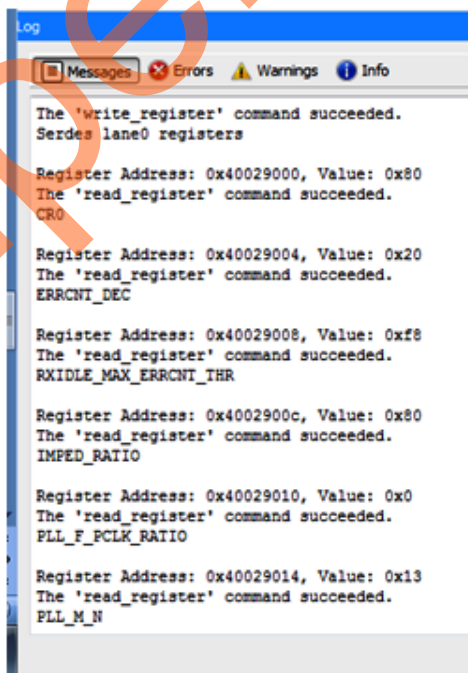 Log
Messages Errors Warnings Info
The 'write_register' command succeeded.
Serdes lane0 registers
Register Address: 0x40029000, Value: 0x80
The 'read_register' command succeeded.
CR0
Register Address: 0x40029004, Value: 0x20
The 'read_register' command succeeded.
ERRCNT_DEC
Register Address: 0x40029008, Value: 0xf8
The 'read_register' command succeeded.
RXIDLE_MAX_ERRCNT_THR
Register Address: 0x4002900c, Value: 0x80
The 'read_register' command succeeded.
IMPED_RATIO
Register Address: 0x40029010, Value: 0x0
The 'read_register' command succeeded.
PLL_F_PCLK_RATIO
Register Address: 0x40029014, Value: 0x13
The 'read_register' command succeeded.
PLL_M_N